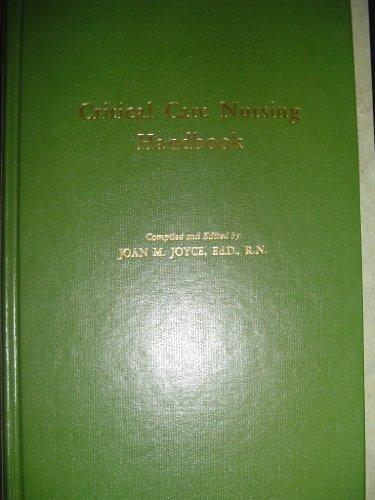 Critical Care Nursing
Handbook
Compiled and Edited by
JOAN M. JOYCE, Ed.D., R.N.